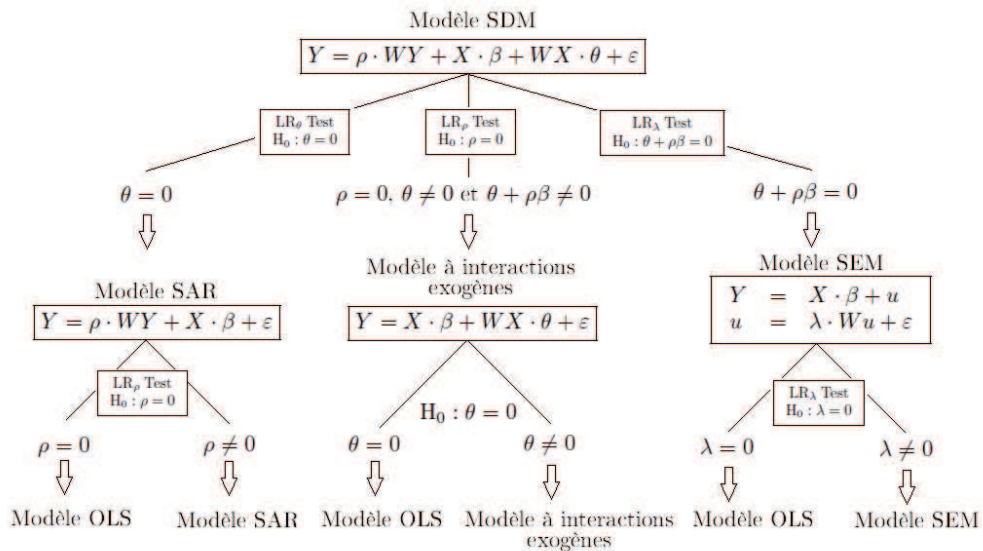 Modèle SDM
Y = ρ · WY + X · β + WX · θ + ε
LRθ Test
H₀ : θ = 0
LRρ Test
H₀ : ρ = 0
LRλ Test
H₀ : θ + ρβ = 0
θ = 0
ρ = 0, θ ≠ 0 et θ + ρβ ≠ 0
θ + ρβ = 0
Modèle SAR
Y = ρ · WY + X · β + ε
Modèle à interactions
exogènes
Y = X · β + WX · θ + ε
Modèle SEM
Y = X · β + u
u = λ · Wu + ε
LRρ Test
H₀ : ρ = 0
H₀ : θ = 0
LRλ Test
H₀ : λ = 0
ρ = 0
ρ ≠ 0
θ = 0
θ ≠ 0
λ = 0
λ ≠ 0
Modèle OLS
Modèle SAR
Modèle OLS
Modèle à interactions
exogènes
Modèle OLS
Modèle SEM